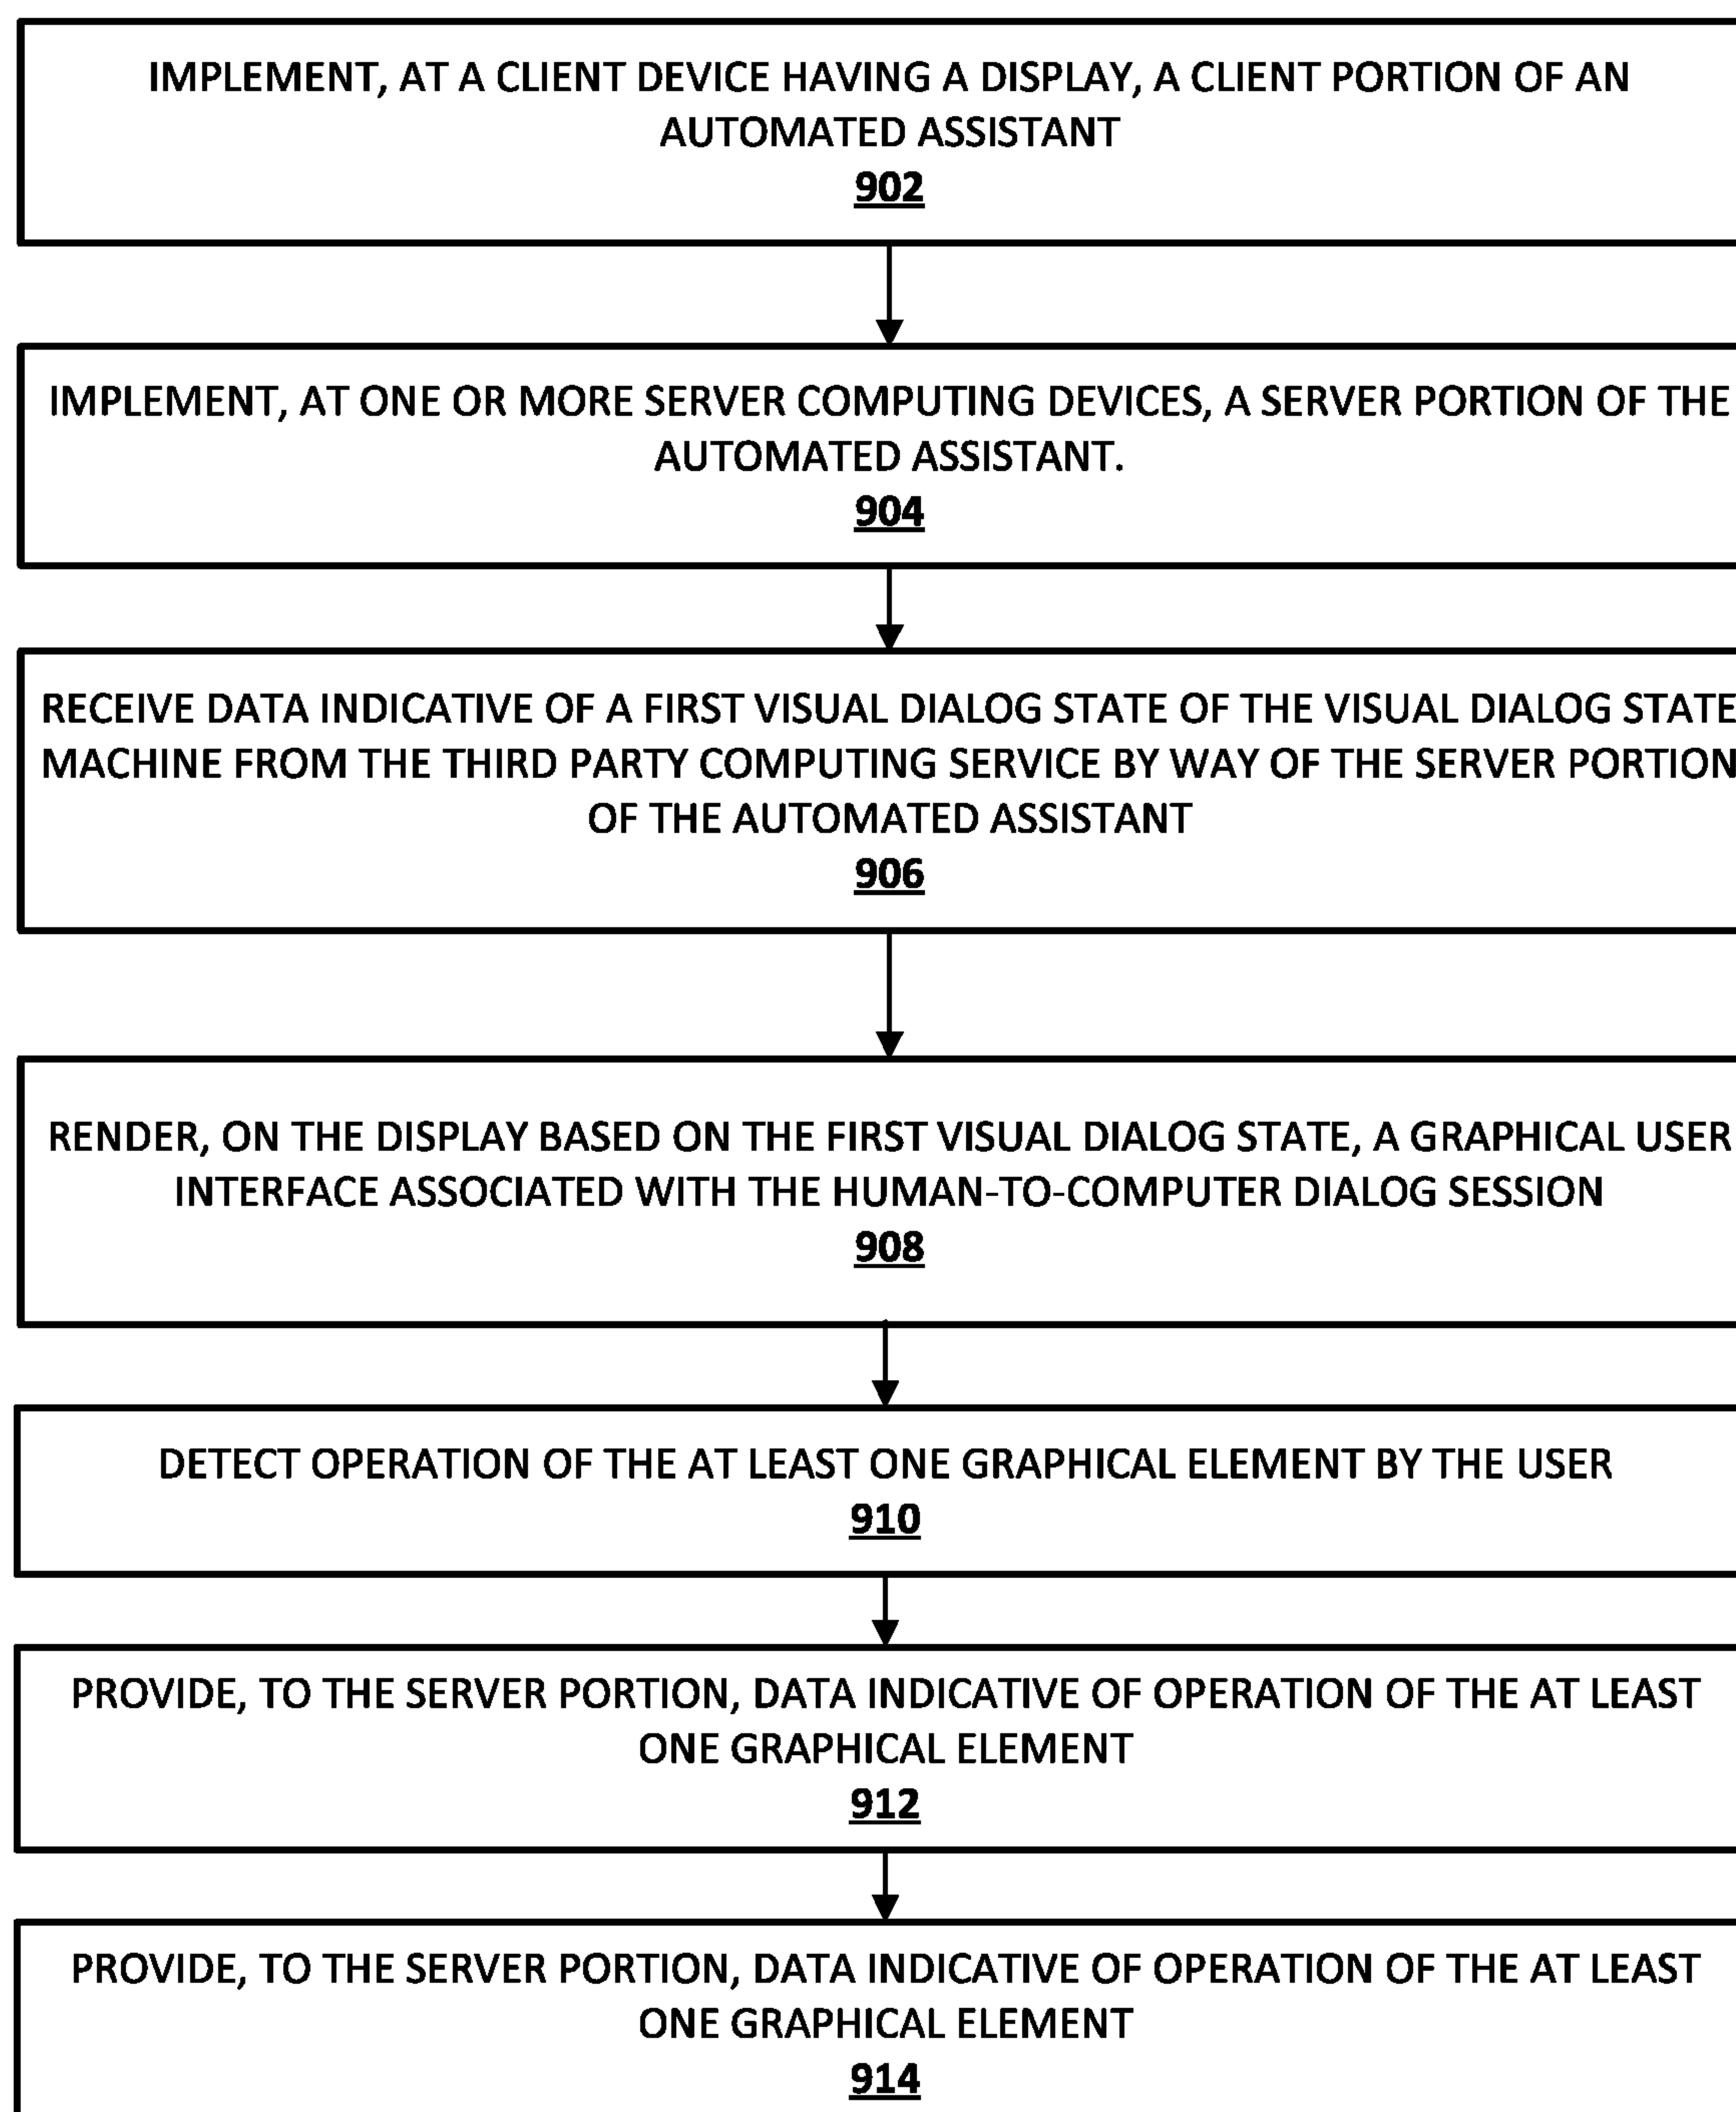 IMPLEMENT, AT A CLIENT DEVICE HAVING A DISPLAY, A CLIENT PORTION OF AN
AUTOMATED ASSISTANT
902
IMPLEMENT, AT ONE OR MORE SERVER COMPUTING DEVICES, A SERVER PORTION OF THE
AUTOMATED ASSISTANT.
904
RECEIVE DATA INDICATIVE OF A FIRST VISUAL DIALOG STATE OF THE VISUAL DIALOG STATE
MACHINE FROM THE THIRD PARTY COMPUTING SERVICE BY WAY OF THE SERVER PORTION
OF THE AUTOMATED ASSISTANT
906
RENDER, ON THE DISPLAY BASED ON THE FIRST VISUAL DIALOG STATE, A GRAPHICAL USER
INTERFACE ASSOCIATED WITH THE HUMAN-TO-COMPUTER DIALOG SESSION
908
DETECT OPERATION OF THE AT LEAST ONE GRAPHICAL ELEMENT BY THE USER
910
PROVIDE, TO THE SERVER PORTION, DATA INDICATIVE OF OPERATION OF THE AT LEAST
ONE GRAPHICAL ELEMENT
912
PROVIDE, TO THE SERVER PORTION, DATA INDICATIVE OF OPERATION OF THE AT LEAST
ONE GRAPHICAL ELEMENT
914